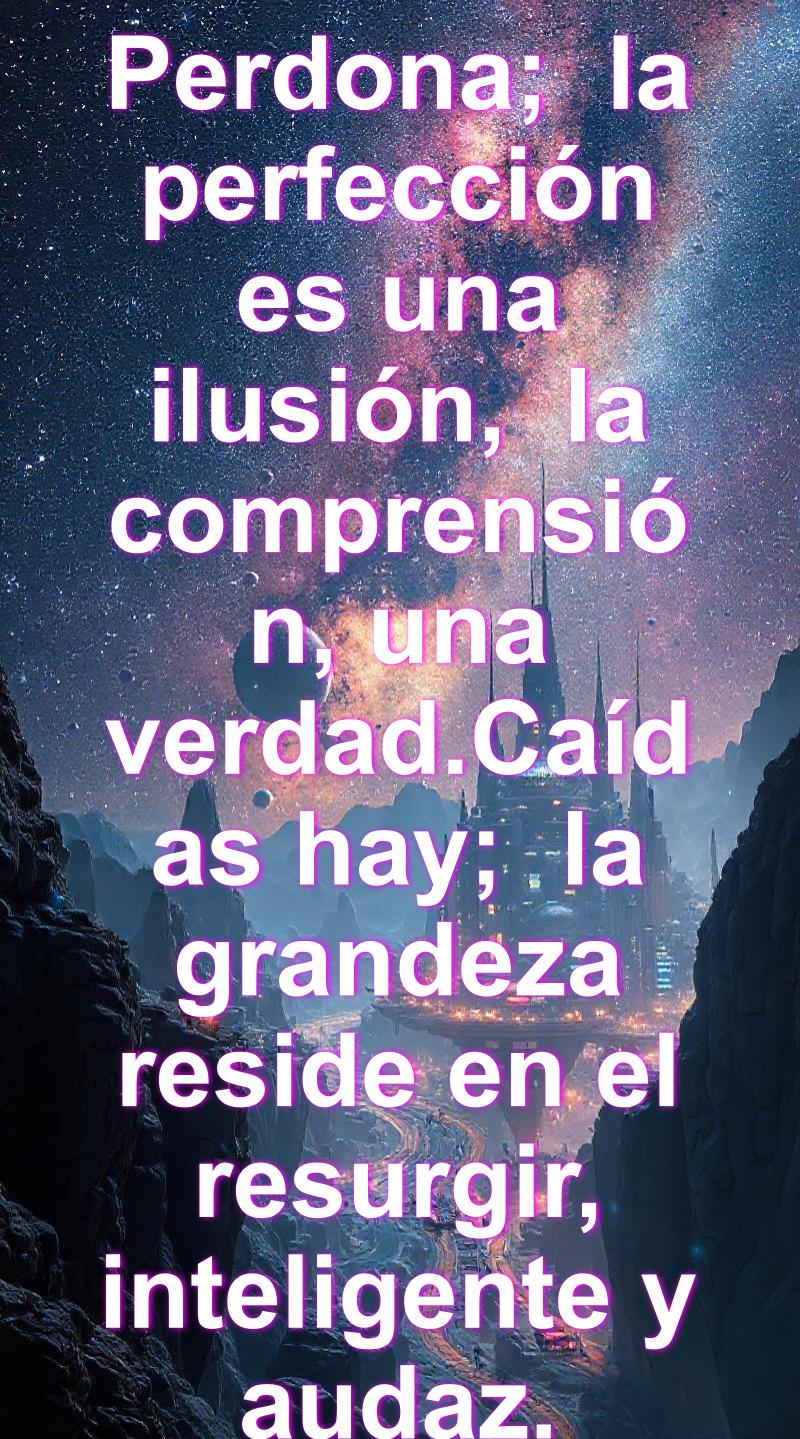 Perdona;  la
perfección
es una
ilusión,  la
comprensió
n, una
verdad.Caíd
as hay;  la
grandeza
reside en el
resurgir,
inteligente y
audaz.